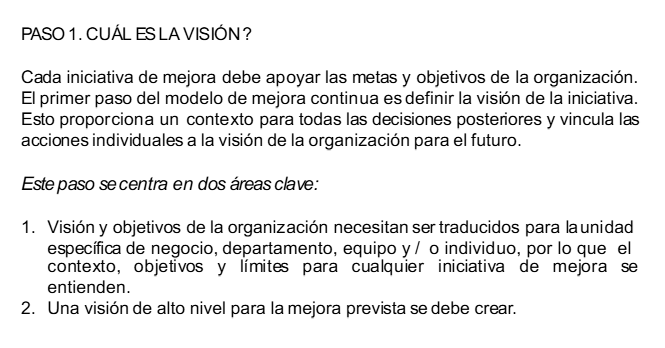 PASO 1. CUÁL ES LA VISIÓN?
Cada iniciativa de mejora debe apoyar las metas y objetivos de la organización.
El primer paso del modelo de mejora continua es definir la visión de la iniciativa.
Esto proporciona un contexto para todas las decisiones posteriores y vincula las
acciones individuales a la visión de la organización para el futuro.
Este paso se centra en dos áreas clave:
1. Visión y objetivos de la organización necesitan ser traducidos para la unidad
específica de negocio, departamento, equipo y / o individuo, por lo que el
contexto, objetivos y límites para cualquier iniciativa de mejora se
entienden.
2. Una visión de alto nivel para la mejora prevista se debe crear.